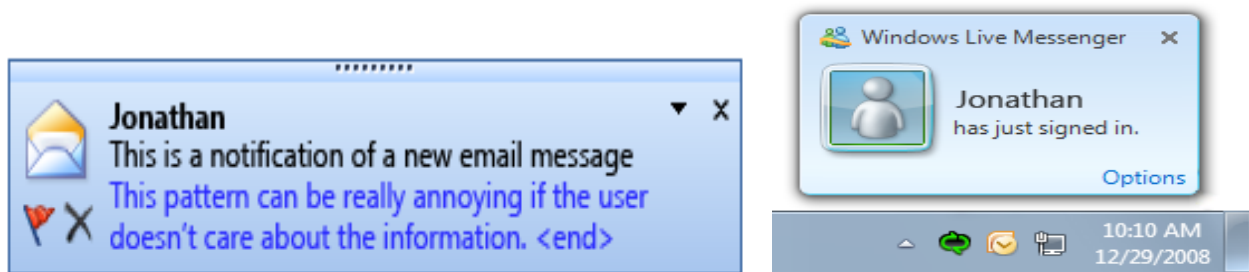 Jonathan
This is a notification of a new email message
This pattern can be really annoying if the user
doesn't care about the information. <end>
Windows Live Messenger
Jonathan
has just signed in.
Options
10:10 AM
12/29/2008